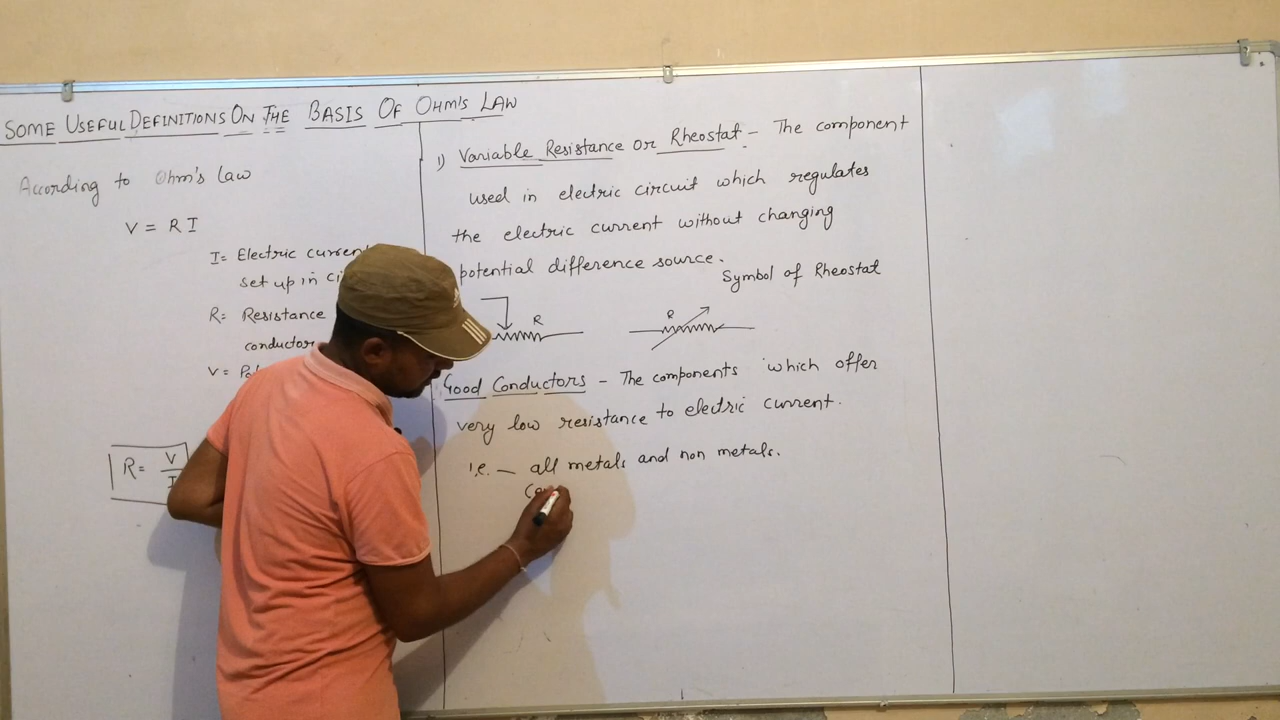 SOME USEFUL DEFINITIONS ON THE BASIS OF OHM'S LAW
According to Ohm's law
V = R I
I = Electric current
set up in
R = Resistance
conductor
V =
R = V/I
1) Variable Resistance or Rheostat - The component
used in electric circuit which regulates
the electric current without changing
potential difference source.
Symbol of Rheostat
R
R
Good Conductors - The components which offer
very low resistance to electric current.
i.e. - all metals and non metals.